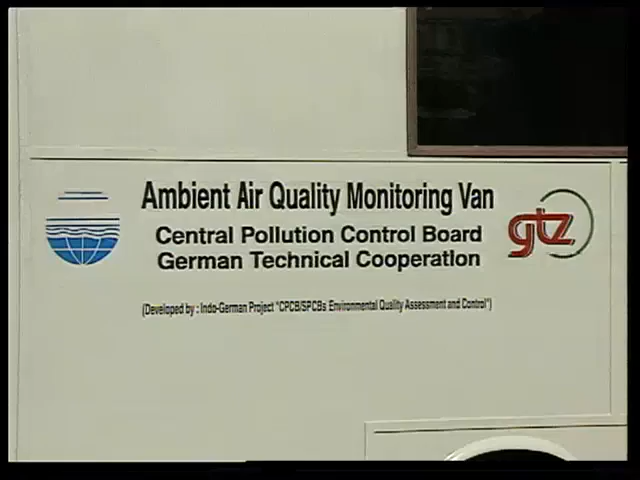 Ambient Air Quality Monitoring Van
Central Pollution Control Board
German Technical Cooperation
gtz
(Developed by : Indo-German Project "CPCB/SPCBs Environmental Quality Assessment and Control")